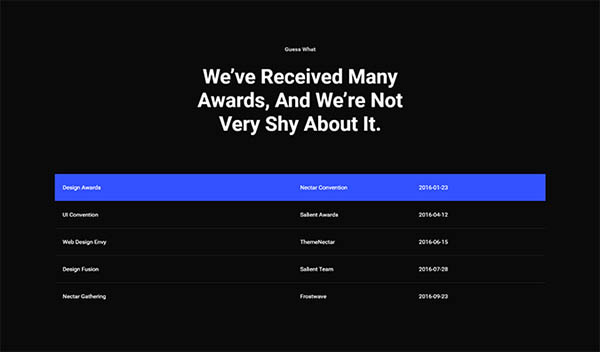 Guess What
We've Received Many
Awards, And We're Not
Very Shy About It.
Design Awards Nectar Convention 2016-01-23
UI Convention Salient Awards 2016-04-12
Web Design Envy ThemeNectar 2016-06-15
Design Fusion Salient Team 2016-07-28
Nectar Gathering Frostwave 2016-09-23